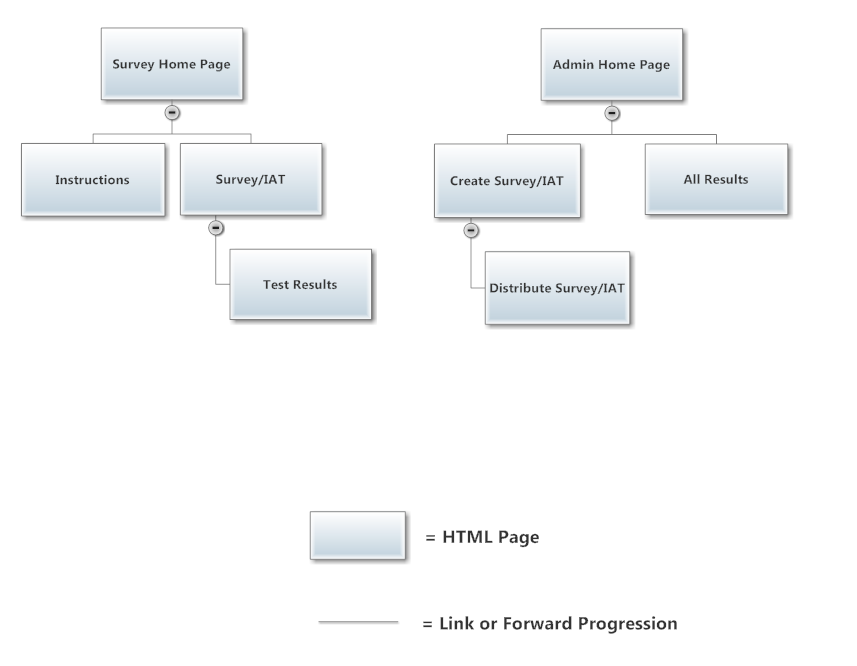 Survey Home Page
Admin Home Page
Instructions
Survey/IAT
Create Survey/IAT
All Results
Test Results
Distribute Survey/IAT
= HTML Page
= Link or Forward Progression